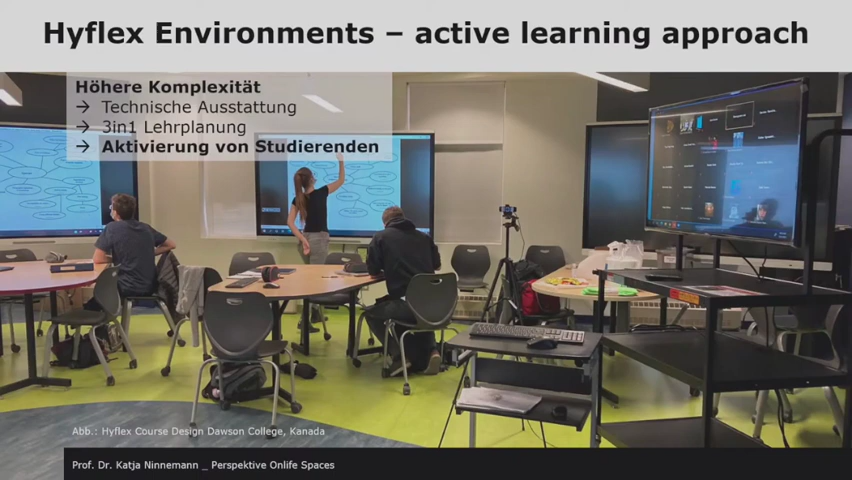 Hyflex Environments – active learning approach
Höhere Komplexität
→ Technische Ausstattung
→ 3in1 Lehrplanung
→ Aktivierung von Studierenden
Abb.: Hyflex Course Design Dawson College, Kanada
Prof. Dr. Katja Ninnemann _ Perspektive Onlife Spaces